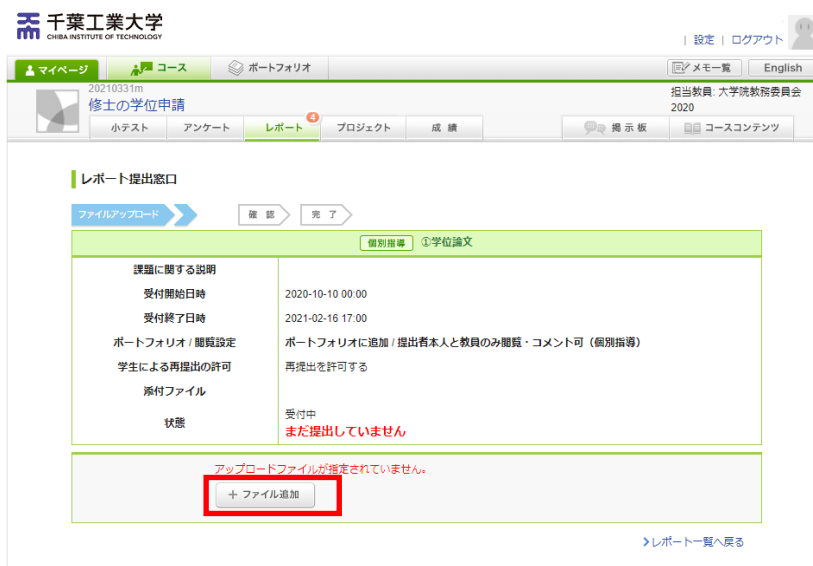 千葉工業大学
CHIBA INSTITUTE OF TECHNOLOGY
| 設定 | ログアウト
マイページ コース ポートフォリオ メモ一覧 English
20210331m
修士の学位申請
担当教員: 大学院教務委員会
2020
小テスト アンケート レポート 4 プロジェクト 成績 掲示板 コースコンテンツ
レポート提出窓口
ファイルアップロード 確認 完了
個別指導 ①学位論文
課題に関する説明
受付開始日時 2020-10-10 00:00
受付終了日時 2021-02-16 17:00
ポートフォリオ / 閲覧設定 ポートフォリオに追加 / 提出者本人と教員のみ閲覧・コメント可（個別指導）
学生による再提出の許可 再提出を許可する
添付ファイル
状態 受付中
まだ提出していません
アップロードファイルが指定されていません。
＋ ファイル追加
レポート一覧へ戻る